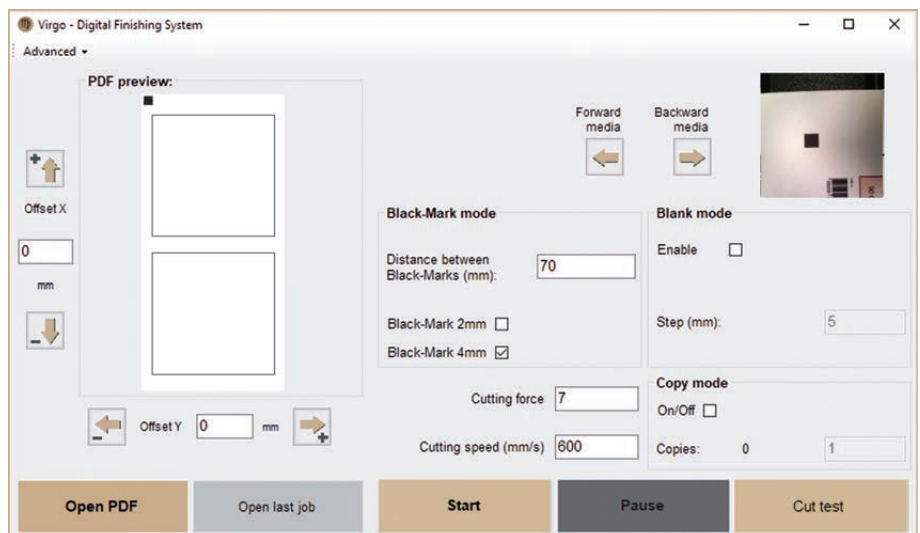 Virgo - Digital Finishing System
Advanced
PDF preview:
Forward
media
Backward
media
+
Offset X
0
mm
-
Black-Mark mode
Distance between
Black-Marks (mm):
70
Black-Mark 2mm
Black-Mark 4mm
Blank mode
Enable
Step (mm):
5
-
Offset Y
0
mm
+
Cutting force
7
Cutting speed (mm/s)
600
Copy mode
On/Off
Copies:
0
1
Open PDF
Open last job
Start
Pause
Cut test